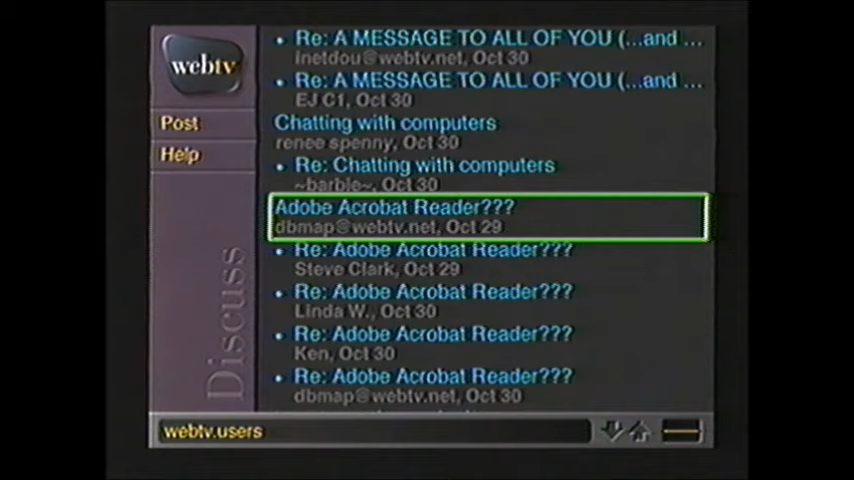 webtv
Post
Help
Discuss
Re: A MESSAGE TO ALL OF YOU (...and ...
inetdou@webtv.net, Oct 30
Re: A MESSAGE TO ALL OF YOU (...and ...
EJ C1, Oct 30
Chatting with computers
renee spenny, Oct 30
Re: Chatting with computers
~barbie~, Oct 30
Adobe Acrobat Reader???
dbmap@webtv.net, Oct 29
Re: Adobe Acrobat Reader???
Steve Clark, Oct 29
Re: Adobe Acrobat Reader???
Linda W., Oct 30
Re: Adobe Acrobat Reader???
Ken, Oct 30
Re: Adobe Acrobat Reader???
dbmap@webtv.net, Oct 30
webtv.users